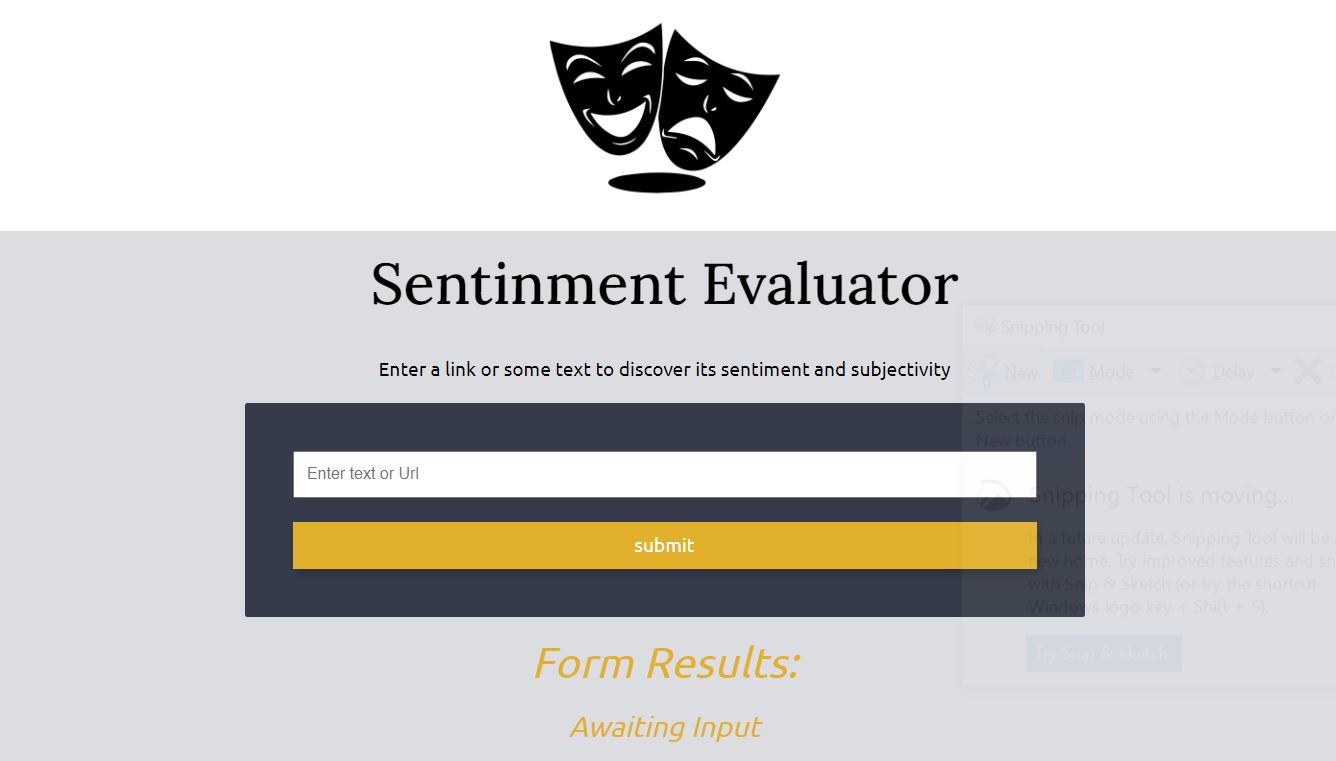 Sentinment Evaluator
Enter a link or some text to discover its sentiment and subjectivity
Enter text or Url
submit
Form Results:
Awaiting Input
Snipping Tool
New
Mode
Delay
Select the snip mode using the Mode button or
New button.
Snipping Tool is moving...
In a future update, Snipping Tool will be
new home. Try improved features and
with Snip & Sketch (or try the shortcut
Windows logo key + Shift + S).
Try Snip & Sketch